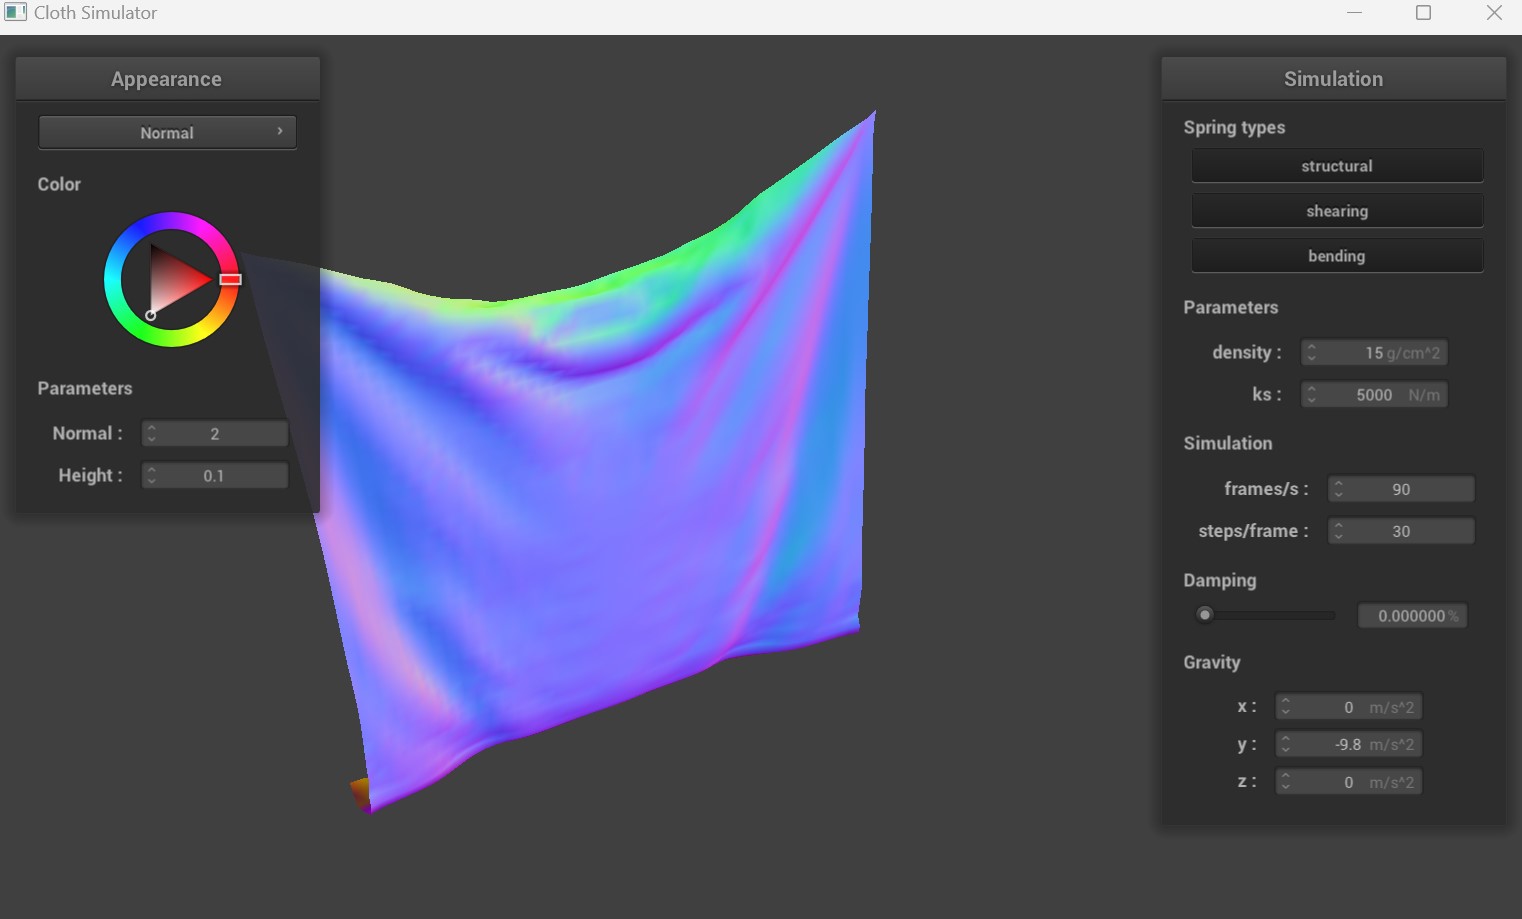 Cloth Simulator
Appearance
Normal
Color
Parameters
Normal : 2
Height : 0.1
Simulation
Spring types
structural
shearing
bending
Parameters
density : 15 g/cm^2
ks : 5000 N/m
Simulation
frames/s : 90
steps/frame : 30
Damping
0.000000 %
Gravity
x : 0 m/s^2
y : -9.8 m/s^2
z : 0 m/s^2